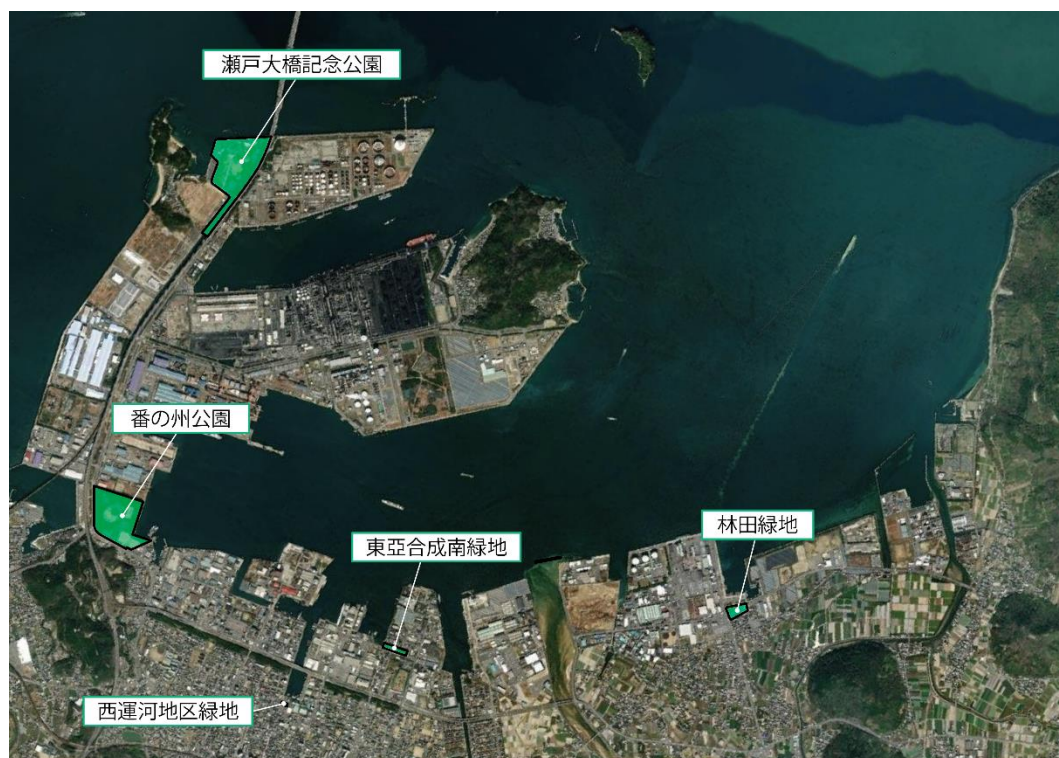 瀬戸大橋記念公園
番の州公園
東亞合成南緑地
林田緑地
西運河地区緑地